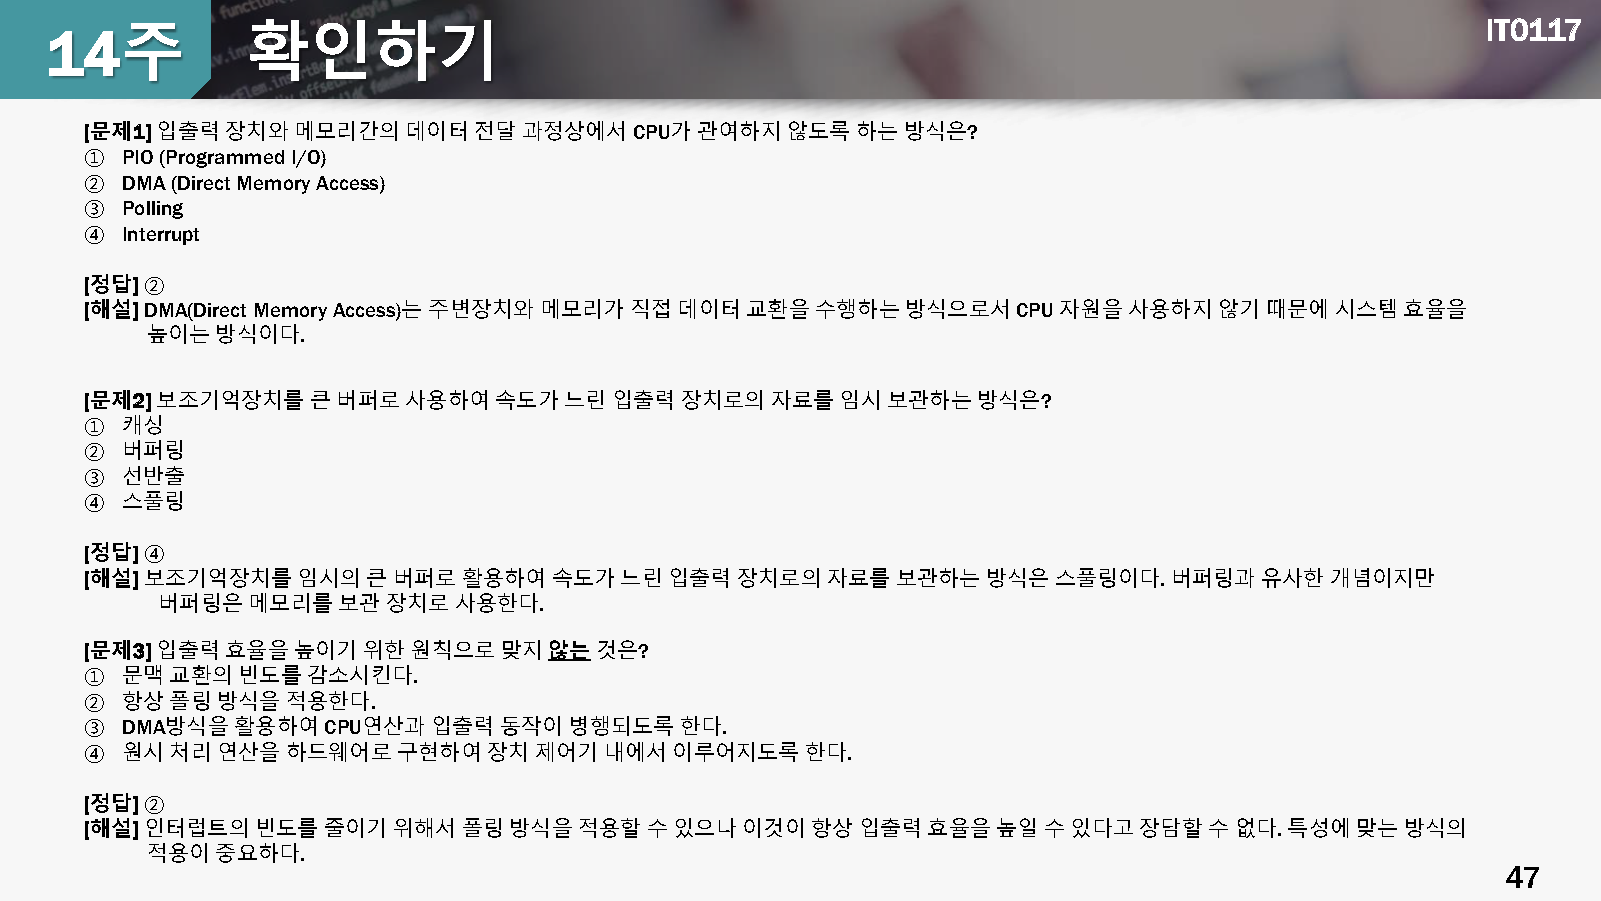 14주 확인하기
IT0117
[문제1] 입출력 장치와 메모리간의 데이터 전달 과정상에서 CPU가 관여하지 않도록 하는 방식은?
① PIO (Programmed I/O)
② DMA (Direct Memory Access)
③ Polling
④ Interrupt
[정답] ②
[해설] DMA(Direct Memory Access)는 주변장치와 메모리가 직접 데이터 교환을 수행하는 방식으로서 CPU 자원을 사용하지 않기 때문에 시스템 효율을
높이는 방식이다.
[문제2] 보조기억장치를 큰 버퍼로 사용하여 속도가 느린 입출력 장치로의 자료를 임시 보관하는 방식은?
① 캐싱
② 버퍼링
③ 선반출
④ 스풀링
[정답] ④
[해설] 보조기억장치를 임시의 큰 버퍼로 활용하여 속도가 느린 입출력 장치로의 자료를 보관하는 방식은 스풀링이다. 버퍼링과 유사한 개념이지만
버퍼링은 메모리를 보관 장치로 사용한다.
[문제3] 입출력 효율을 높이기 위한 원칙으로 맞지 않는 것은?
① 문맥 교환의 빈도를 감소시킨다.
② 항상 폴링 방식을 적용한다.
③ DMA방식을 활용하여 CPU연산과 입출력 동작이 병행되도록 한다.
④ 원시 처리 연산을 하드웨어로 구현하여 장치 제어기 내에서 이루어지도록 한다.
[정답] ②
[해설] 인터럽트의 빈도를 줄이기 위해서 폴링 방식을 적용할 수 있으나 이것이 항상 입출력 효율을 높일 수 있다고 장담할 수 없다. 특성에 맞는 방식의
적용이 중요하다.
47